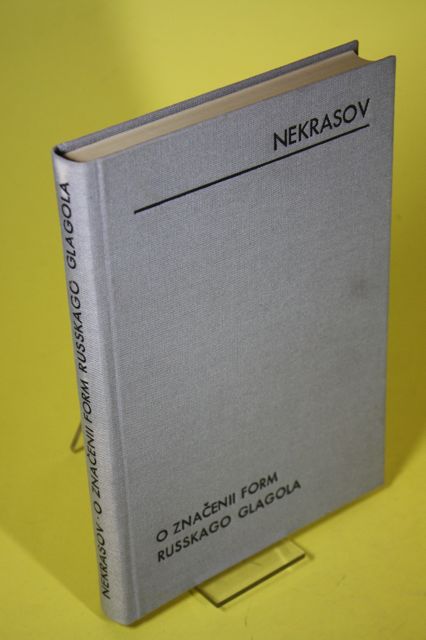 NEKRASOV
O ZNAČENII FORM
RUSSKAGO GLAGOLA
NEKRASOV · O ZNAČENII FORM RUSSKAGO GLAGOLA